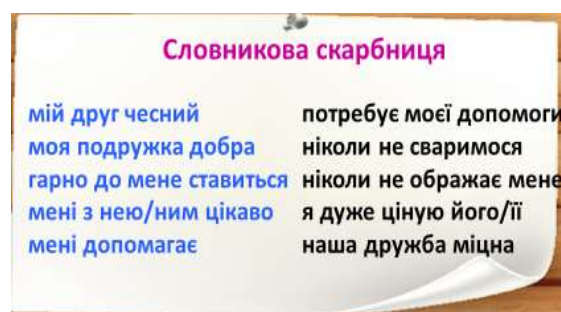 Словникова скарбниця
мій друг чесний
моя подружка добра
гарно до мене ставиться
мені з нею/ним цікаво
мені допомагає
потребує моєї допомоги
ніколи не сваримося
ніколи не ображає мене
я дуже ціную його/її
наша дружба міцна